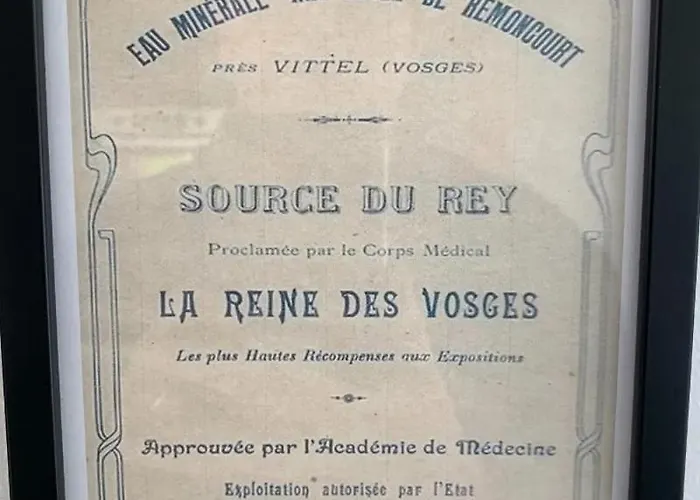 EAU MINÉRALE DE REMONCOURT
PRÈS VITTEL (VOSGES)
SOURCE DU REY
Proclamée par le Corps Médical
LA REINE DES VOSGES
Les plus Hautes Récompenses aux Expositions
Approuvée par l'Académie de Médecine
Exploitation autorisée par l'Etat